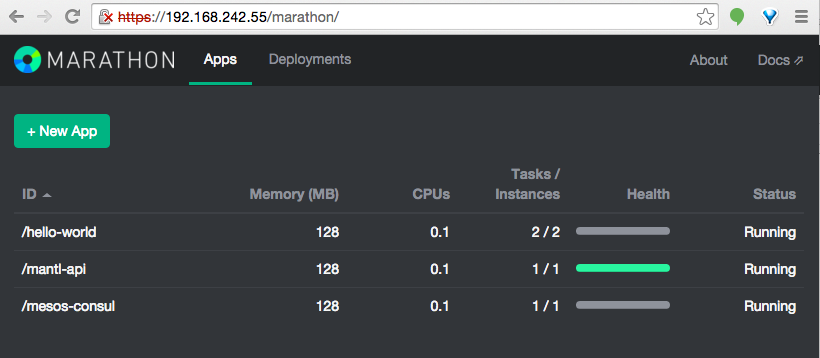 https://192.168.242.55/marathon/
MARATHON Apps Deployments About Docs
+ New App
ID Memory (MB) CPUs Tasks / Instances Health Status
/hello-world 128 0.1 2 / 2 Running
/mantl-api 128 0.1 1 / 1 Running
/mesos-consul 128 0.1 1 / 1 Running